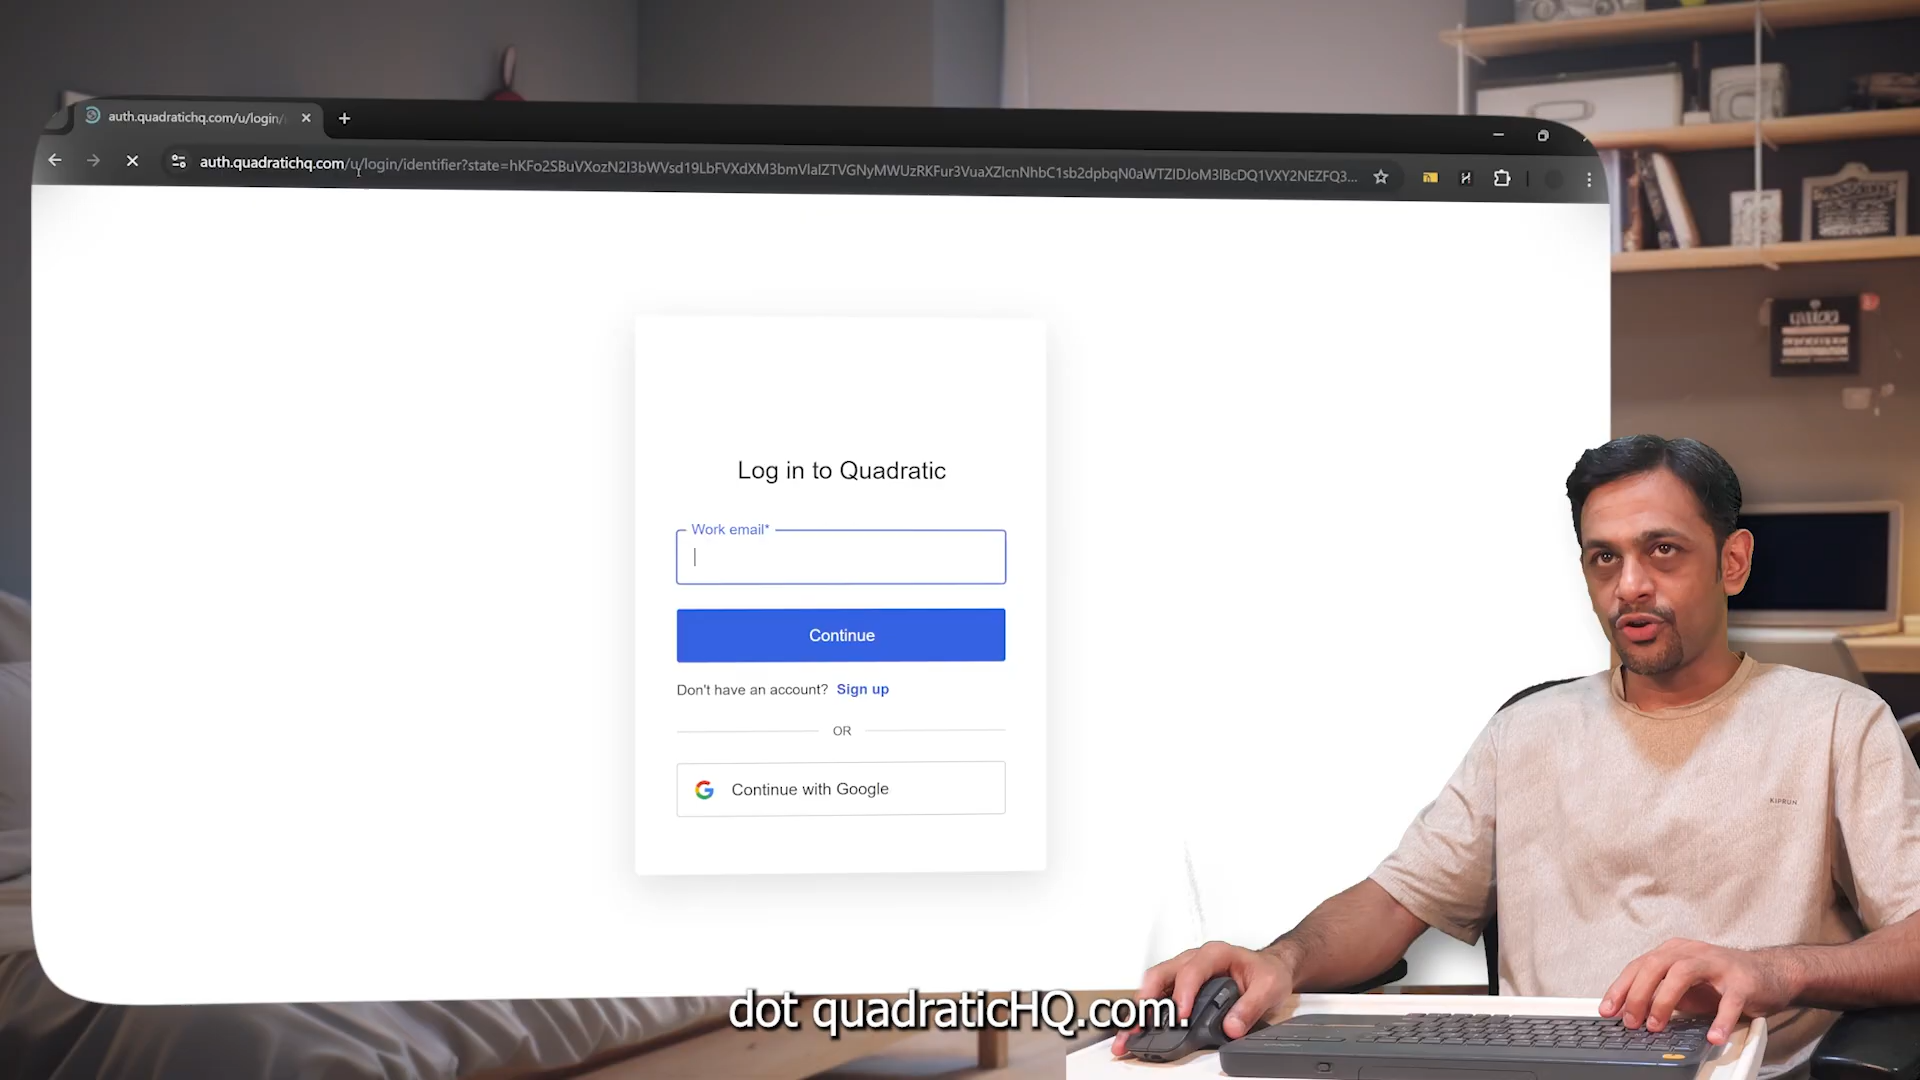 auth.quadratichq.com/u/login/
auth.quadratichq.com/u/login/identifier?state=hKFo2SBuVXozN2I3bWVsd19LbFVXdXM3bmVlalZTVGNyMWUzRKFur3VuaXZlcnNhbC1sb2dpbqN0aWTZIDJoM3lBcDQ1VXY2NEZFQ3...
Log in to Quadratic
Work email*
Continue
Don't have an account? Sign up
OR
Continue with Google
KIPRUN
dot quadraticHQ.com.